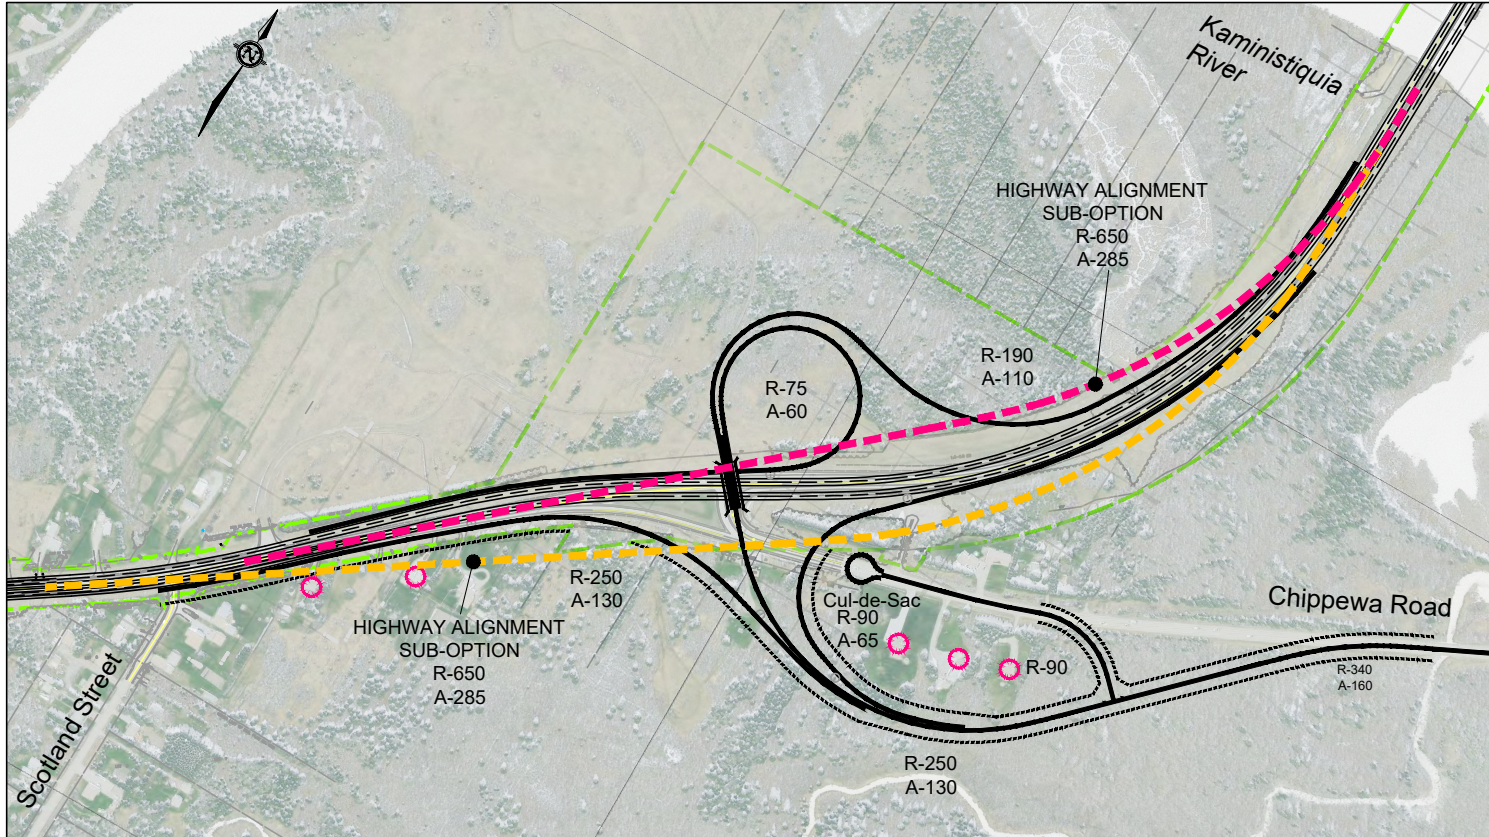 Kaministiquia
River
HIGHWAY ALIGNMENT
SUB-OPTION
R-650
A-285
R-190
A-110
R-75
A-60
R-250
A-130
Cul-de-Sac
R-90
A-65
R-90
Chippewa Road
R-340
A-160
HIGHWAY ALIGNMENT
SUB-OPTION
R-650
A-285
Scotland Street
R-250
A-130
N